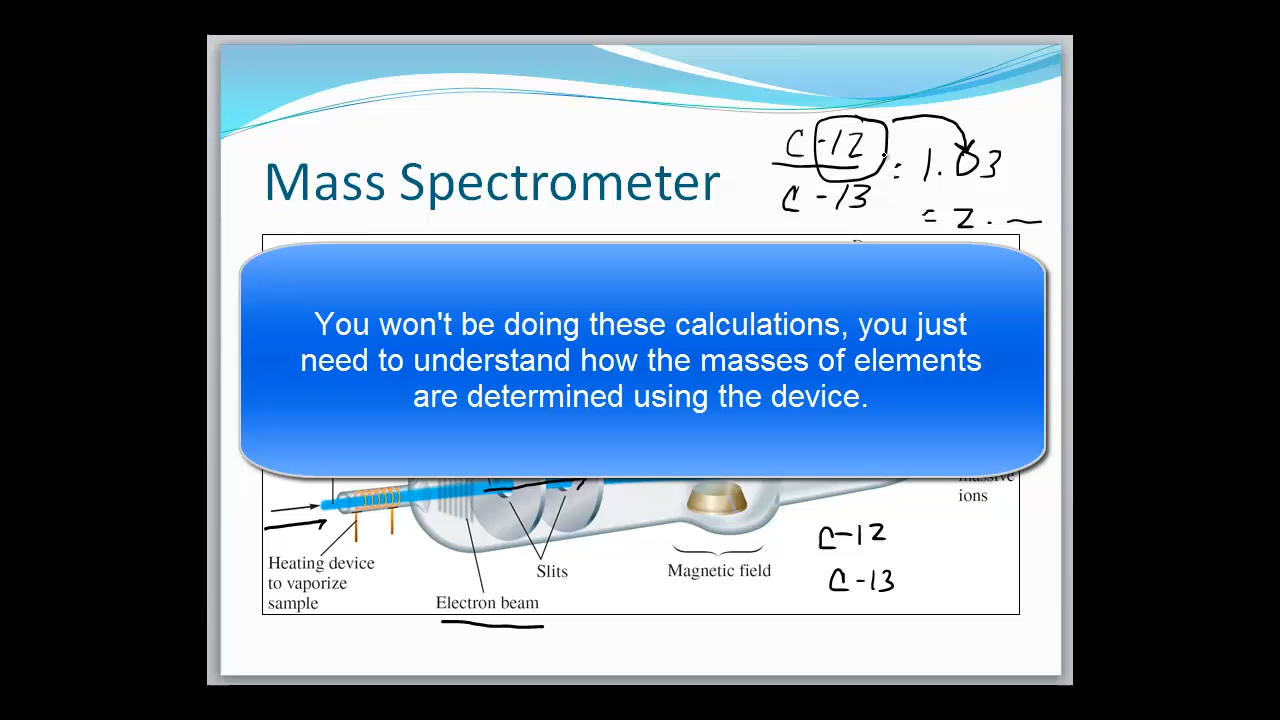 C-12
C-13
= 1.03
= 2.
Mass Spectrometer
You won't be doing these calculations, you just
need to understand how the masses of elements
are determined using the device.
massive
ions
C-12
C-13
Heating device
to vaporize
sample
Slits
Magnetic field
Electron beam